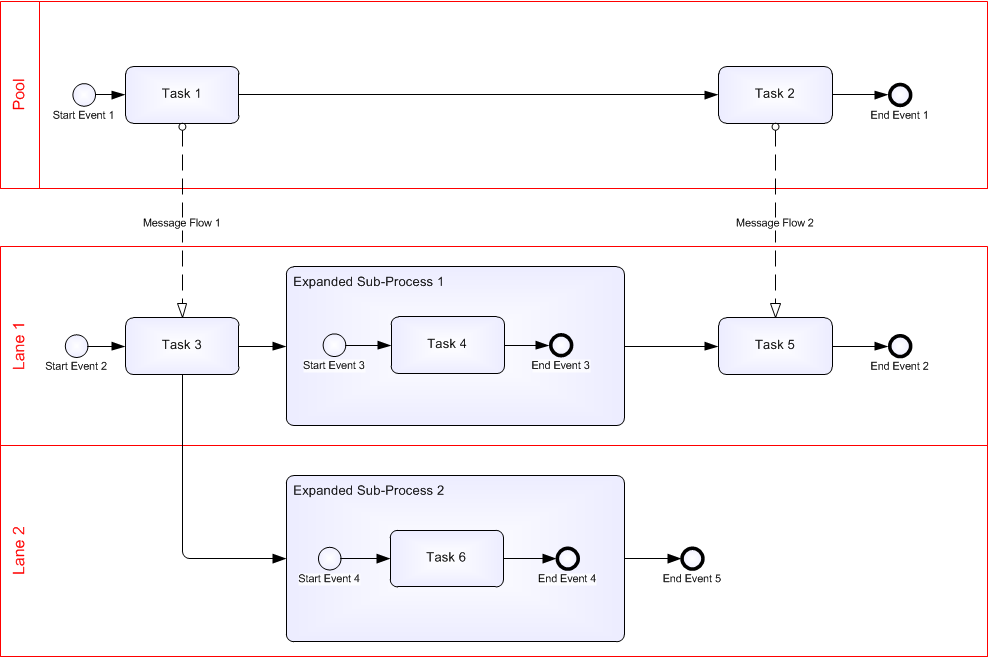 Pool
Task 1
Task 2
Start Event 1
End Event 1
Message Flow 1
Message Flow 2
Lane 1
Expanded Sub-Process 1
Task 3
Task 4
Task 5
Start Event 2
Start Event 3
End Event 3
End Event 2
Lane 2
Expanded Sub-Process 2
Task 6
Start Event 4
End Event 4
End Event 5